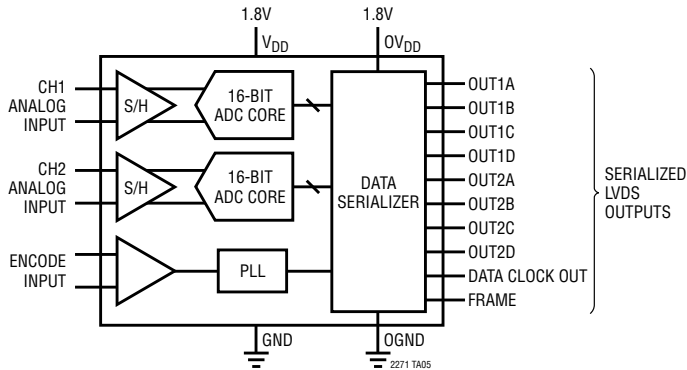 1.8V
1.8V
VDD
OVDD
CH1
ANALOG
INPUT
S/H
16-BIT
ADC CORE
CH2
ANALOG
INPUT
S/H
16-BIT
ADC CORE
ENCODE
INPUT
PLL
DATA
SERIALIZER
OUT1A
OUT1B
OUT1C
OUT1D
OUT2A
OUT2B
OUT2C
OUT2D
DATA CLOCK OUT
FRAME
SERIALIZED
LVDS
OUTPUTS
GND
OGND
2271 TA05